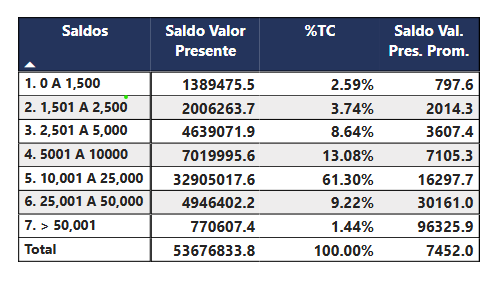 Saldos Saldo Valor Presente %TC Saldo Val. Pres. Prom.
1. 0 A 1,500 1389475.5 2.59% 797.6
2. 1,501 A 2,500 2006263.7 3.74% 2014.3
3. 2,501 A 5,000 4639071.9 8.64% 3607.4
4. 5001 A 10000 7019995.6 13.08% 7105.3
5. 10,001 A 25,000 32905017.6 61.30% 16297.7
6. 25,001 A 50,000 4946402.2 9.22% 30161.0
7. > 50,001 770607.4 1.44% 96325.9
Total 53676833.8 100.00% 7452.0